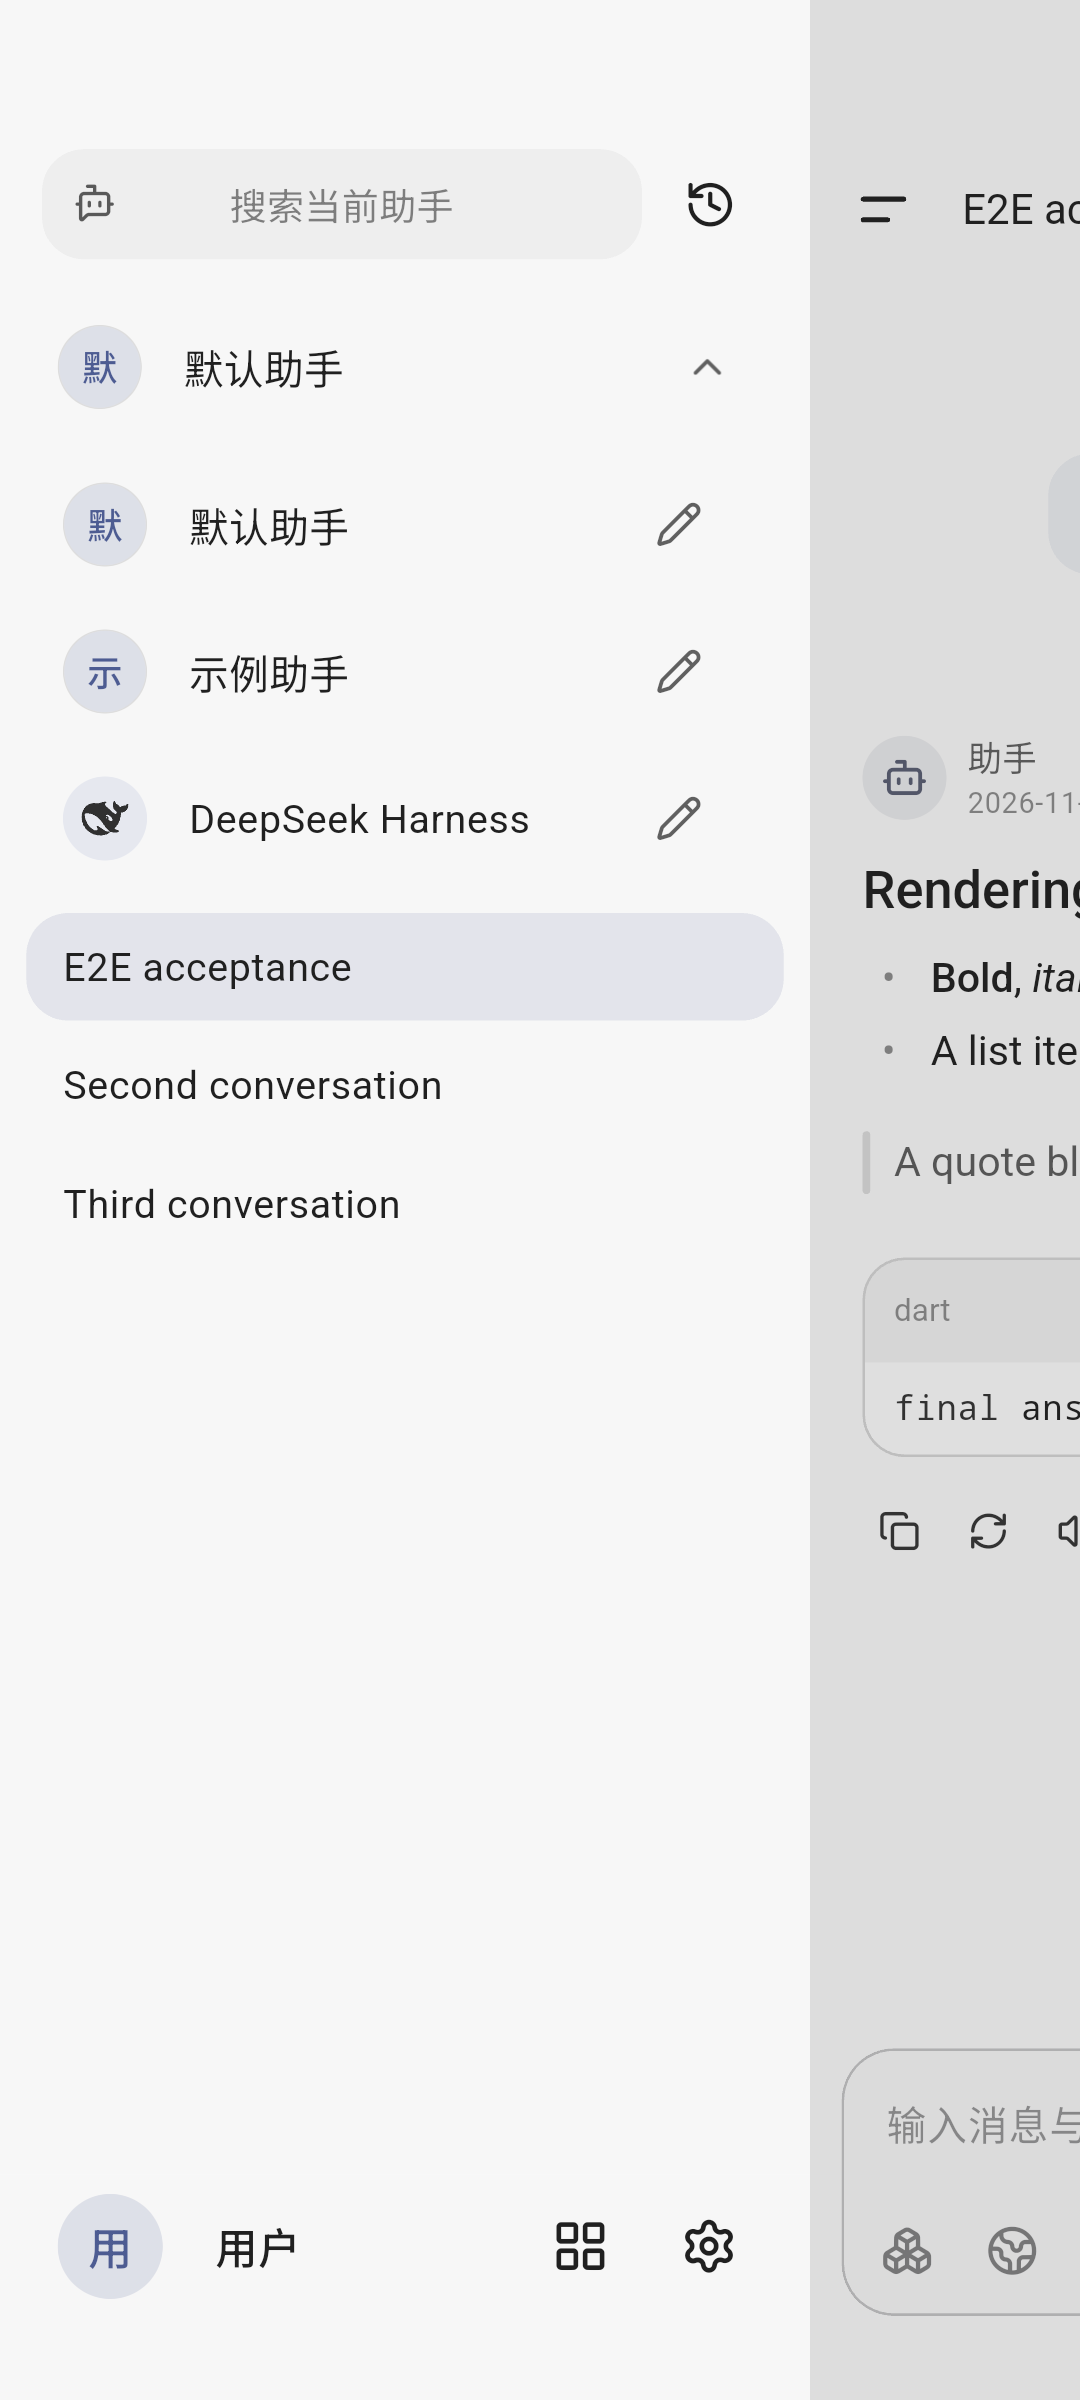 搜索当前助手
默 默认助手
默 默认助手
示 示例助手
DeepSeek Harness
E2E acceptance
Second conversation
Third conversation
用 用户
E2E ac
助手
2026-11-
Rendering
Bold, ital
A list ite
A quote bl
dart
final ans
输入消息与